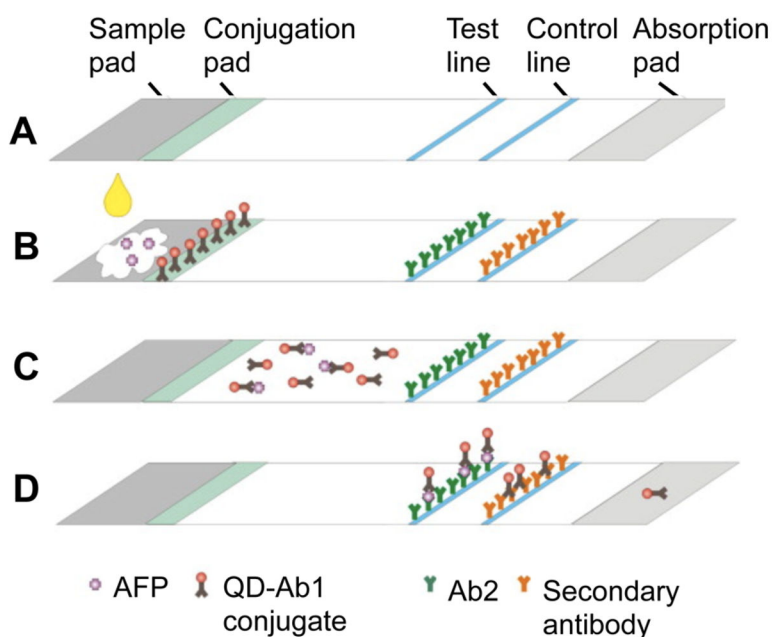 Sample pad
Conjugation pad
Test line
Control line
Absorption pad
A
B
C
D
AFP
QD-Ab1 conjugate
Ab2
Secondary antibody